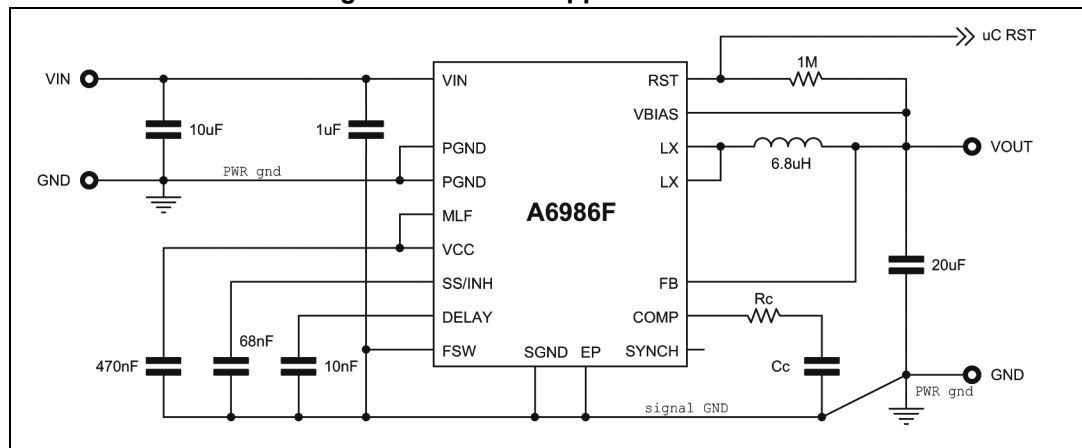 uC RST
VIN
10uF
1uF
GND
PWR gnd
VIN
PGND
PGND
MLF
VCC
SS/INH
DELAY
FSW
A6986F
SGND
EP
RST
VBIAS
LX
LX
FB
COMP
SYNCH
1M
6.8uH
VOUT
20uF
Rc
Cc
470nF
68nF
10nF
signal GND
GND
PWR gnd